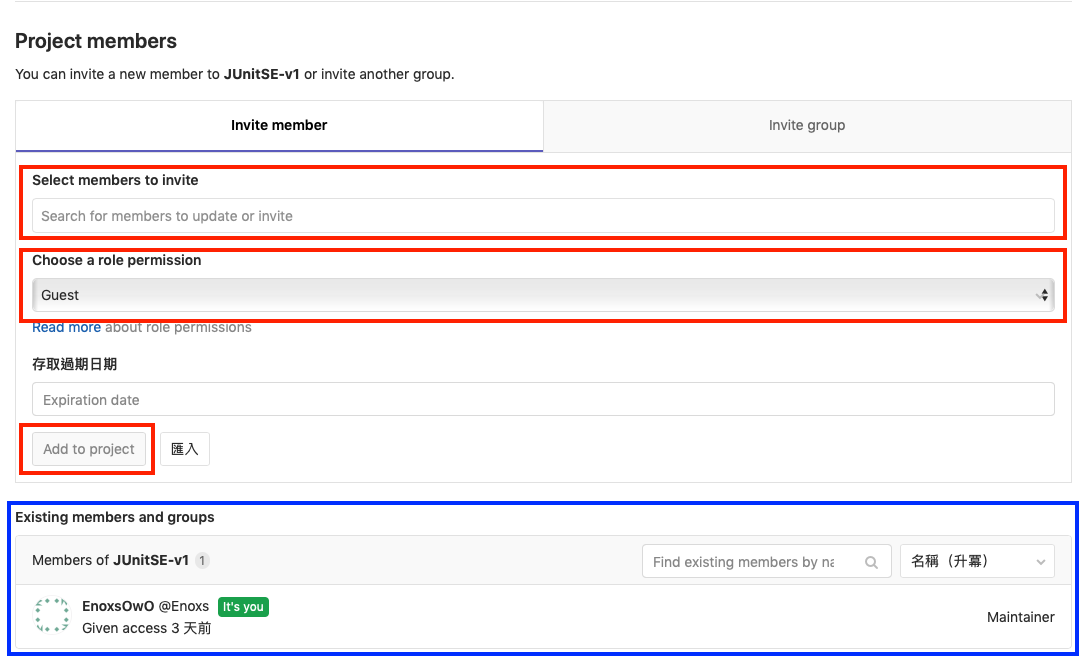 Project members
You can invite a new member to JUnitSE-v1 or invite another group.
Invite member
Invite group
Select members to invite
Search for members to update or invite
Choose a role permission
Guest
Read more about role permissions
存取過期日期
Expiration date
Add to project
匯入
Existing members and groups
Members of JUnitSE-v1 1
Find existing members by na
名稱（升冪）
EnoxsOwO @Enoxs It's you
Given access 3 天前
Maintainer